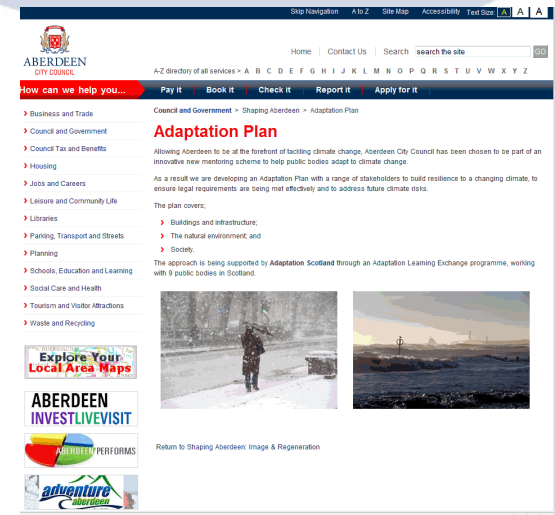 Skip Navigation A to Z Site Map Accessibility Text Size: A A A
ABERDEEN
CITY COUNCIL
Home Contact Us Search search the site GO
A-Z directory of all services > A B C D E F G H I J K L M N O P Q R S T U V W X Y Z
How can we help you...
Pay it Book it Check it Report it Apply for it
Business and Trade
Council and Government
Council Tax and Benefits
Housing
Jobs and Careers
Leisure and Community Life
Libraries
Parking, Transport and Streets
Planning
Schools, Education and Learning
Social Care and Health
Tourism and Visitor Attractions
Waste and Recycling
Explore Your
Local Area Maps
ABERDEEN
INVESTLIVEVISIT
ABERDEEN PERFORMS
adventure
aberdeen
Council and Government > Shaping Aberdeen > Adaptation Plan
Adaptation Plan
Allowing Aberdeen to be at the forefront of tackling climate change, Aberdeen City Council has been chosen to be part of an
innovative new mentoring scheme to help public bodies adapt to climate change.
As a result we are developing an Adaptation Plan with a range of stakeholders to build resilience to a changing climate, to
ensure legal requirements are being met effectively and to address future climate risks.
The plan covers;
Buildings and infrastructure;
The natural environment; and
Society.
The approach is being supported by Adaptation Scotland through an Adaptation Learning Exchange programme, working
with 9 public bodies in Scotland.
Return to Shaping Aberdeen: Image & Regeneration